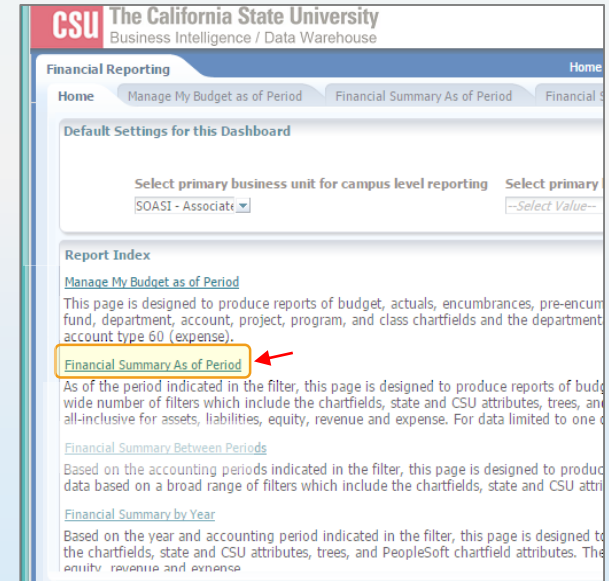 CSU The California State University
Business Intelligence / Data Warehouse
Financial Reporting Home
Home Manage My Budget as of Period Financial Summary As of Period Financial
Default Settings for this Dashboard
Select primary business unit for campus level reporting Select primary
SOASI - Associate --Select Value--
Report Index
Manage My Budget as of Period
This page is designed to produce reports of budget, actuals, encumbrances, pre-encum
fund, department, account, project, program, and class chartfields and the department
account type 60 (expense).
Financial Summary As of Period
As of the period indicated in the filter, this page is designed to produce reports of budg
wide number of filters which include the chartfields, state and CSU attributes, trees, and
all-inclusive for assets, liabilities, equity, revenue and expense. For data limited to one
Financial Summary Between Periods
Based on the accounting periods indicated in the filter, this page is designed to produc
data based on a broad range of filters which include the chartfields, state and CSU attri
Financial Summary by Year
Based on the year and accounting period indicated in the filter, this page is designed to
the chartfields, state and CSU attributes, trees, and PeopleSoft chartfield attributes. The
equity, revenue and expense